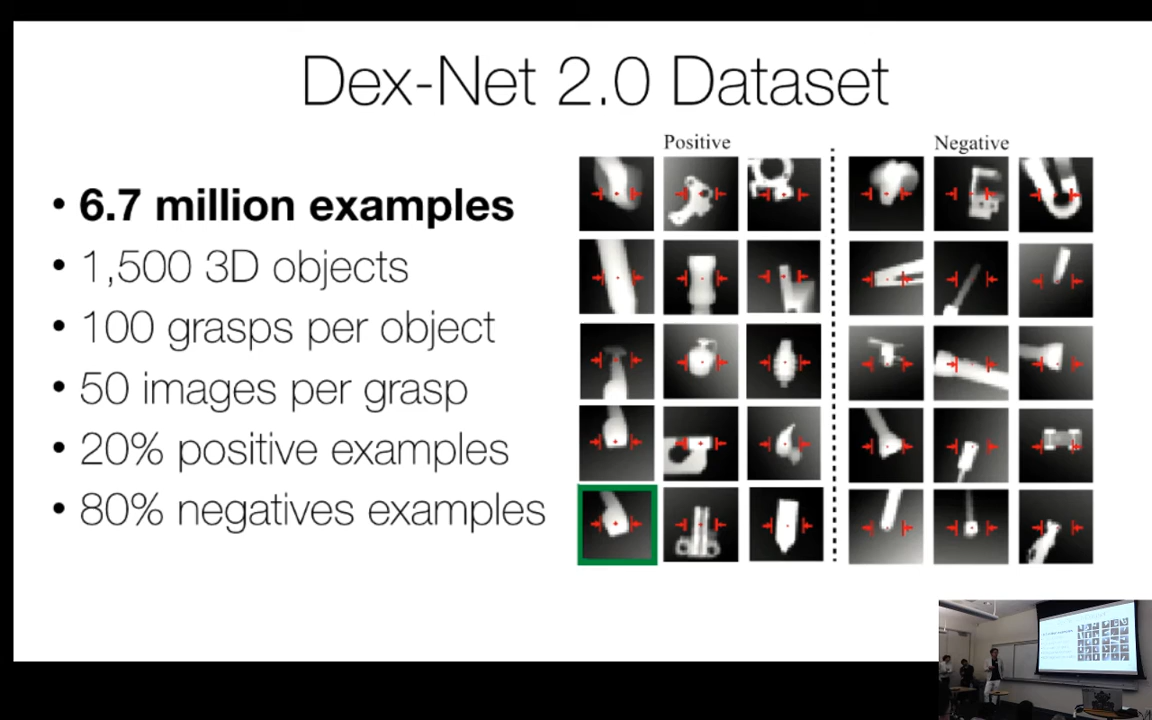 Dex-Net 2.0 Dataset
Positive
Negative
• 6.7 million examples
• 1,500 3D objects
• 100 grasps per object
• 50 images per grasp
• 20% positive examples
• 80% negatives examples